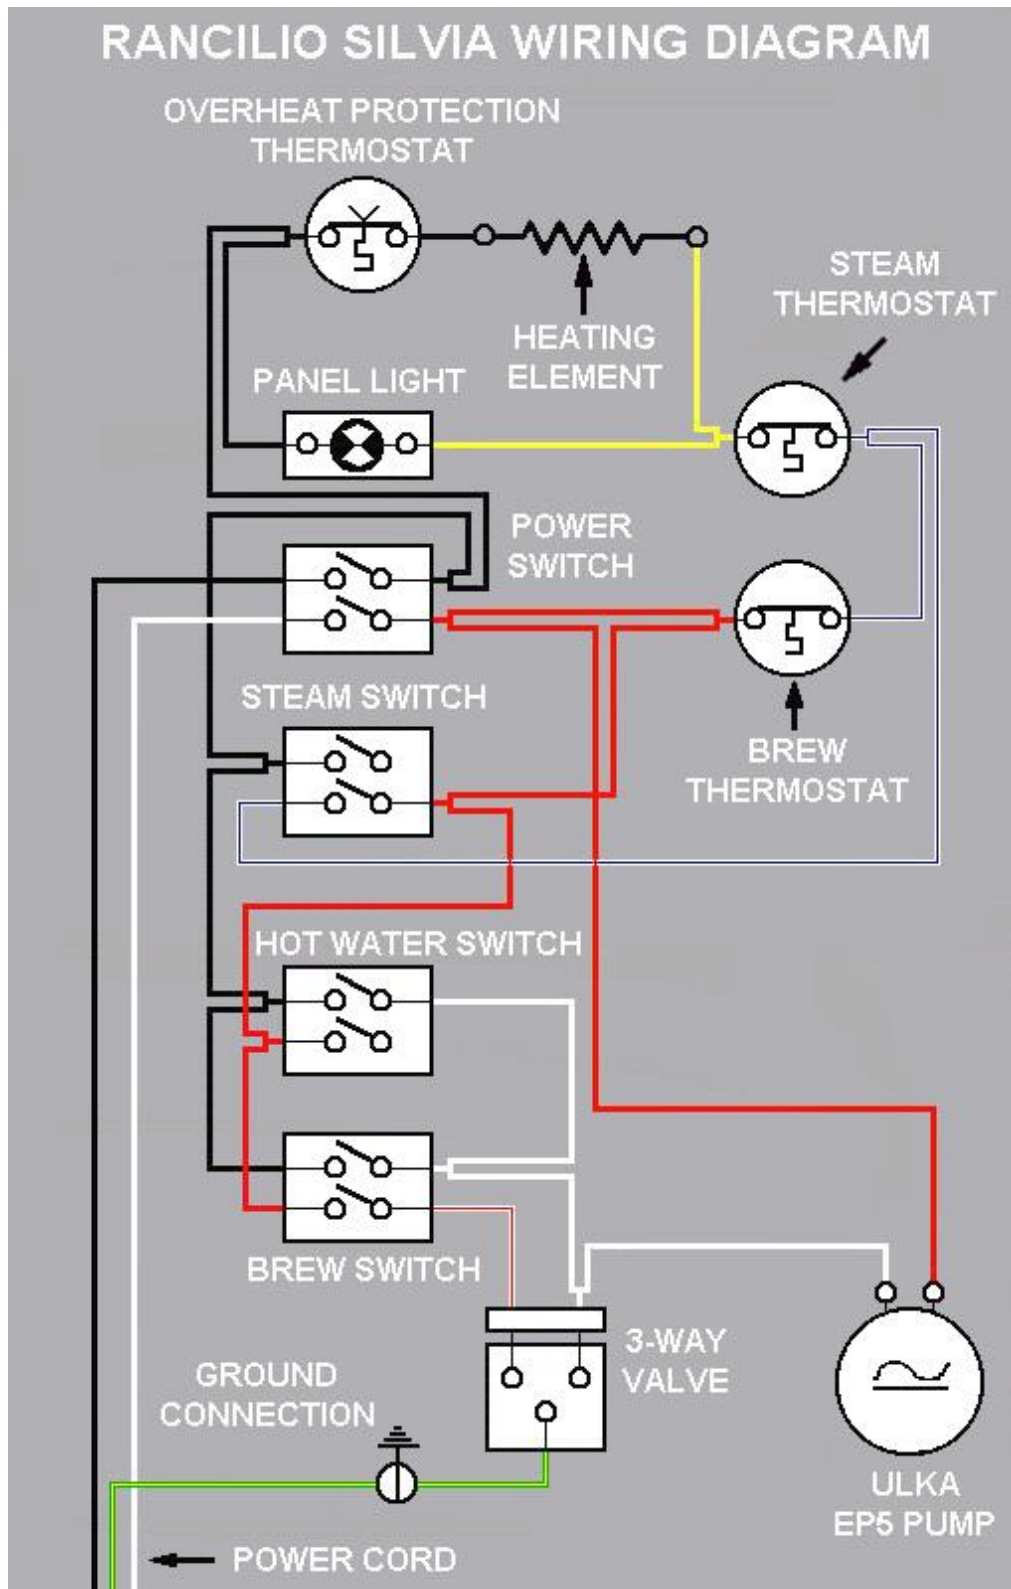 RANCILIO SILVIA WIRING DIAGRAM
OVERHEAT PROTECTION
THERMOSTAT
STEAM
THERMOSTAT
HEATING
ELEMENT
PANEL LIGHT
POWER
SWITCH
STEAM SWITCH
BREW
THERMOSTAT
HOT WATER SWITCH
BREW SWITCH
3-WAY
VALVE
GROUND
CONNECTION
ULKA
EP5 PUMP
POWER CORD